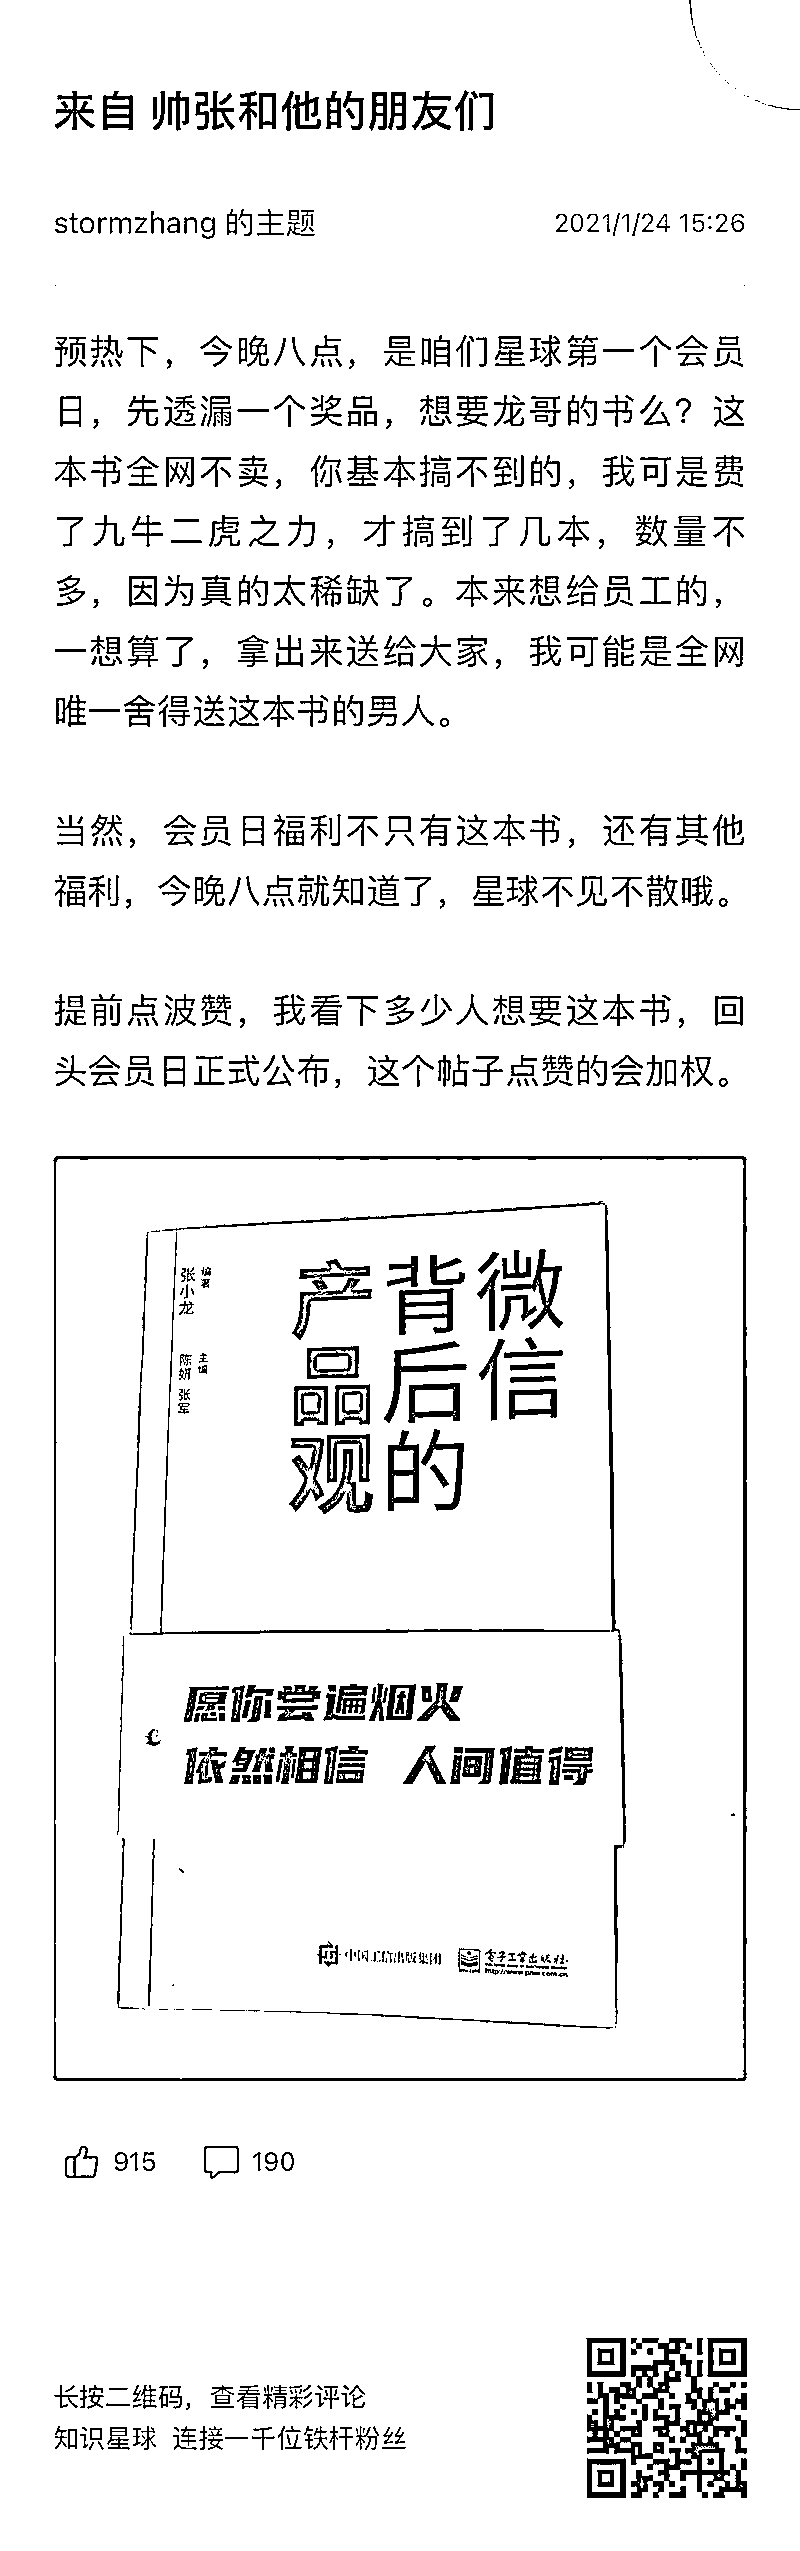 来自 帅张和他的朋友们
stormzhang 的主题
2021/1/24 15:26
预热下，今晚八点，是咱们星球第一个会员
日，先透漏一个奖品，想要龙哥的书么？这
本书全网不卖，你基本搞不到的，我可是费
了九牛二虎之力，才搞到了几本，数量不
多，因为真的太稀缺了。本来想给员工的，
一想算了，拿出来送给大家，我可能是全网
唯一舍得送这本书的男人。
当然，会员日福利不只有这本书，还有其他
福利，今晚八点就知道了，星球不见不散哦。
提前点波赞，我看下多少人想要这本书，回
头会员日正式公布，这个帖子点赞的会加权。
微信
背后的
产品观
张小龙 编著
陈妍 张军 主编
愿你尝遍烟火
依然相信 人间值得
中国工信出版集团
电子工业出版社
http://www.phei.com.cn
915
190
长按二维码，查看精彩评论
知识星球 连接一千位铁杆粉丝